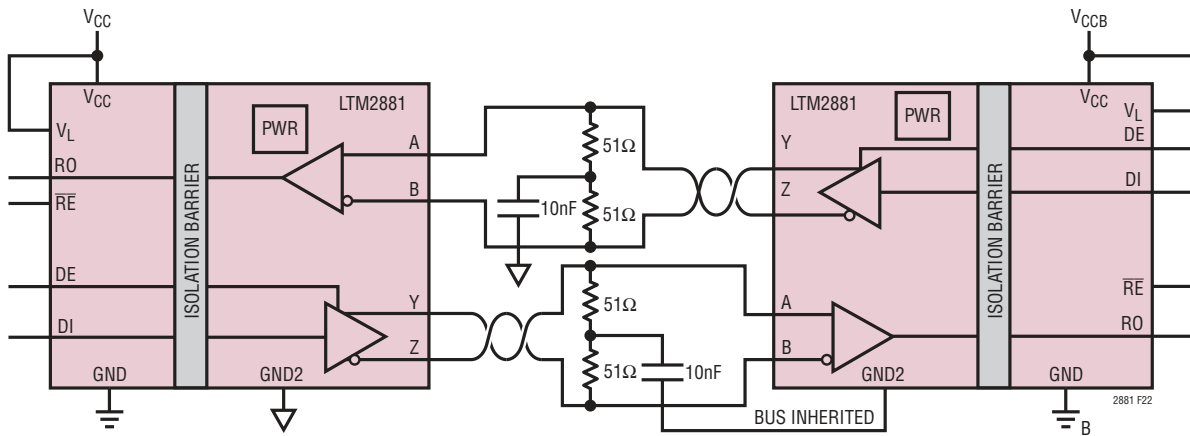 VCC VCCB
LTM2881 LTM2881
VCC VCC
PWR PWR
VL A 51Ω Y VL
DE
RO B 10nF 51Ω Z DI
RE
ISOLATION BARRIER ISOLATION BARRIER
DE Y 51Ω A RE
DI Z 51Ω 10nF B RO
GND GND2 GND2 GND
BUS INHERITED
B
2881 F22